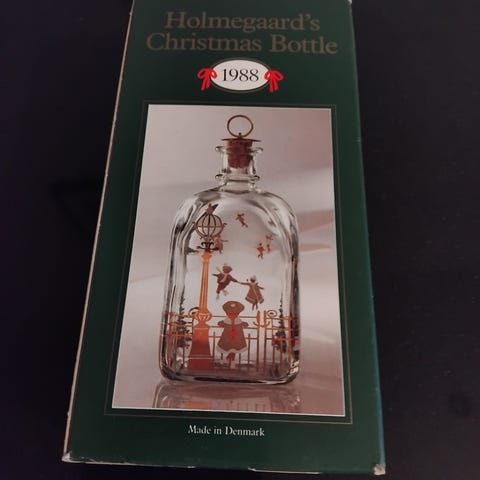 Holmegaard's
Christmas Bottle
1988
Made in Denmark